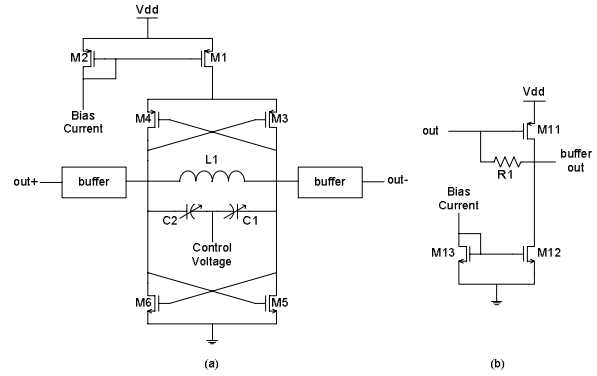 Vdd
M2
M1
Bias
Current
M4
M3
L1
out+
buffer
buffer
out-
C2
C1
Control
Voltage
M6
M5
(a)
Vdd
out
M11
R1
buffer
out
Bias
Current
M13
M12
(b)